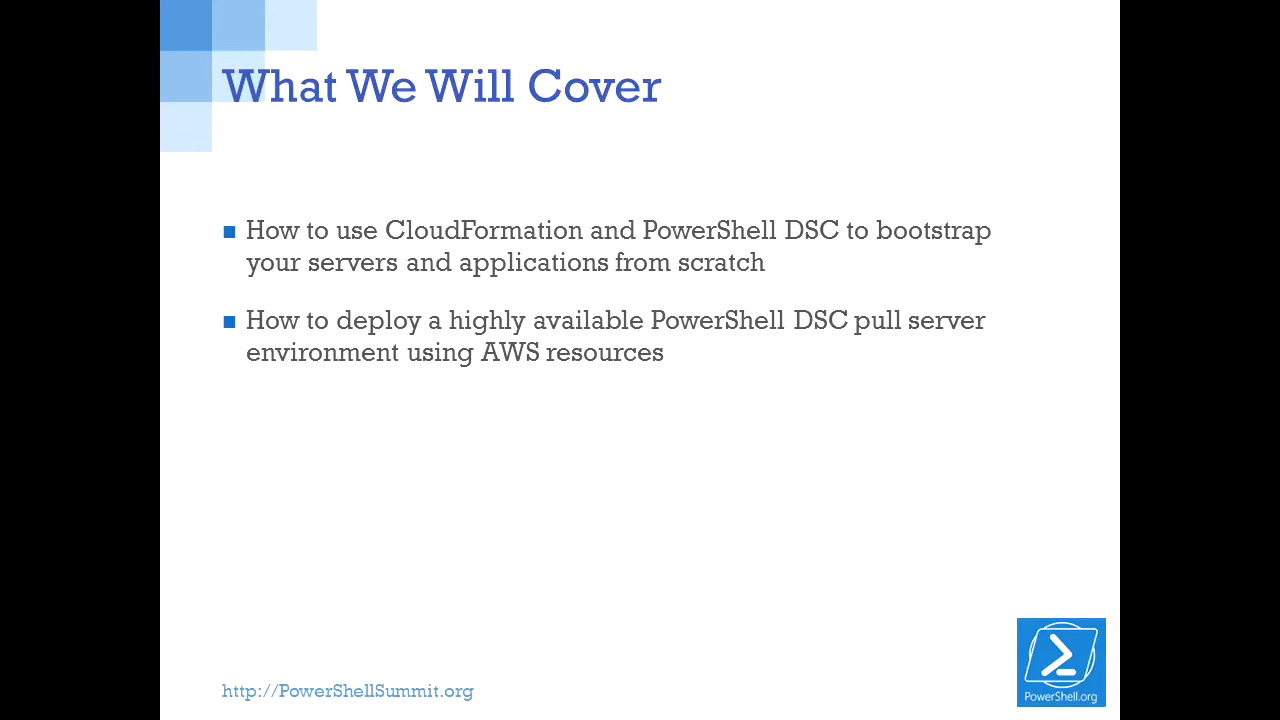 What We Will Cover
How to use CloudFormation and PowerShell DSC to bootstrap
your servers and applications from scratch
How to deploy a highly available PowerShell DSC pull server
environment using AWS resources
http://PowerShellSummit.org
PowerShell.org